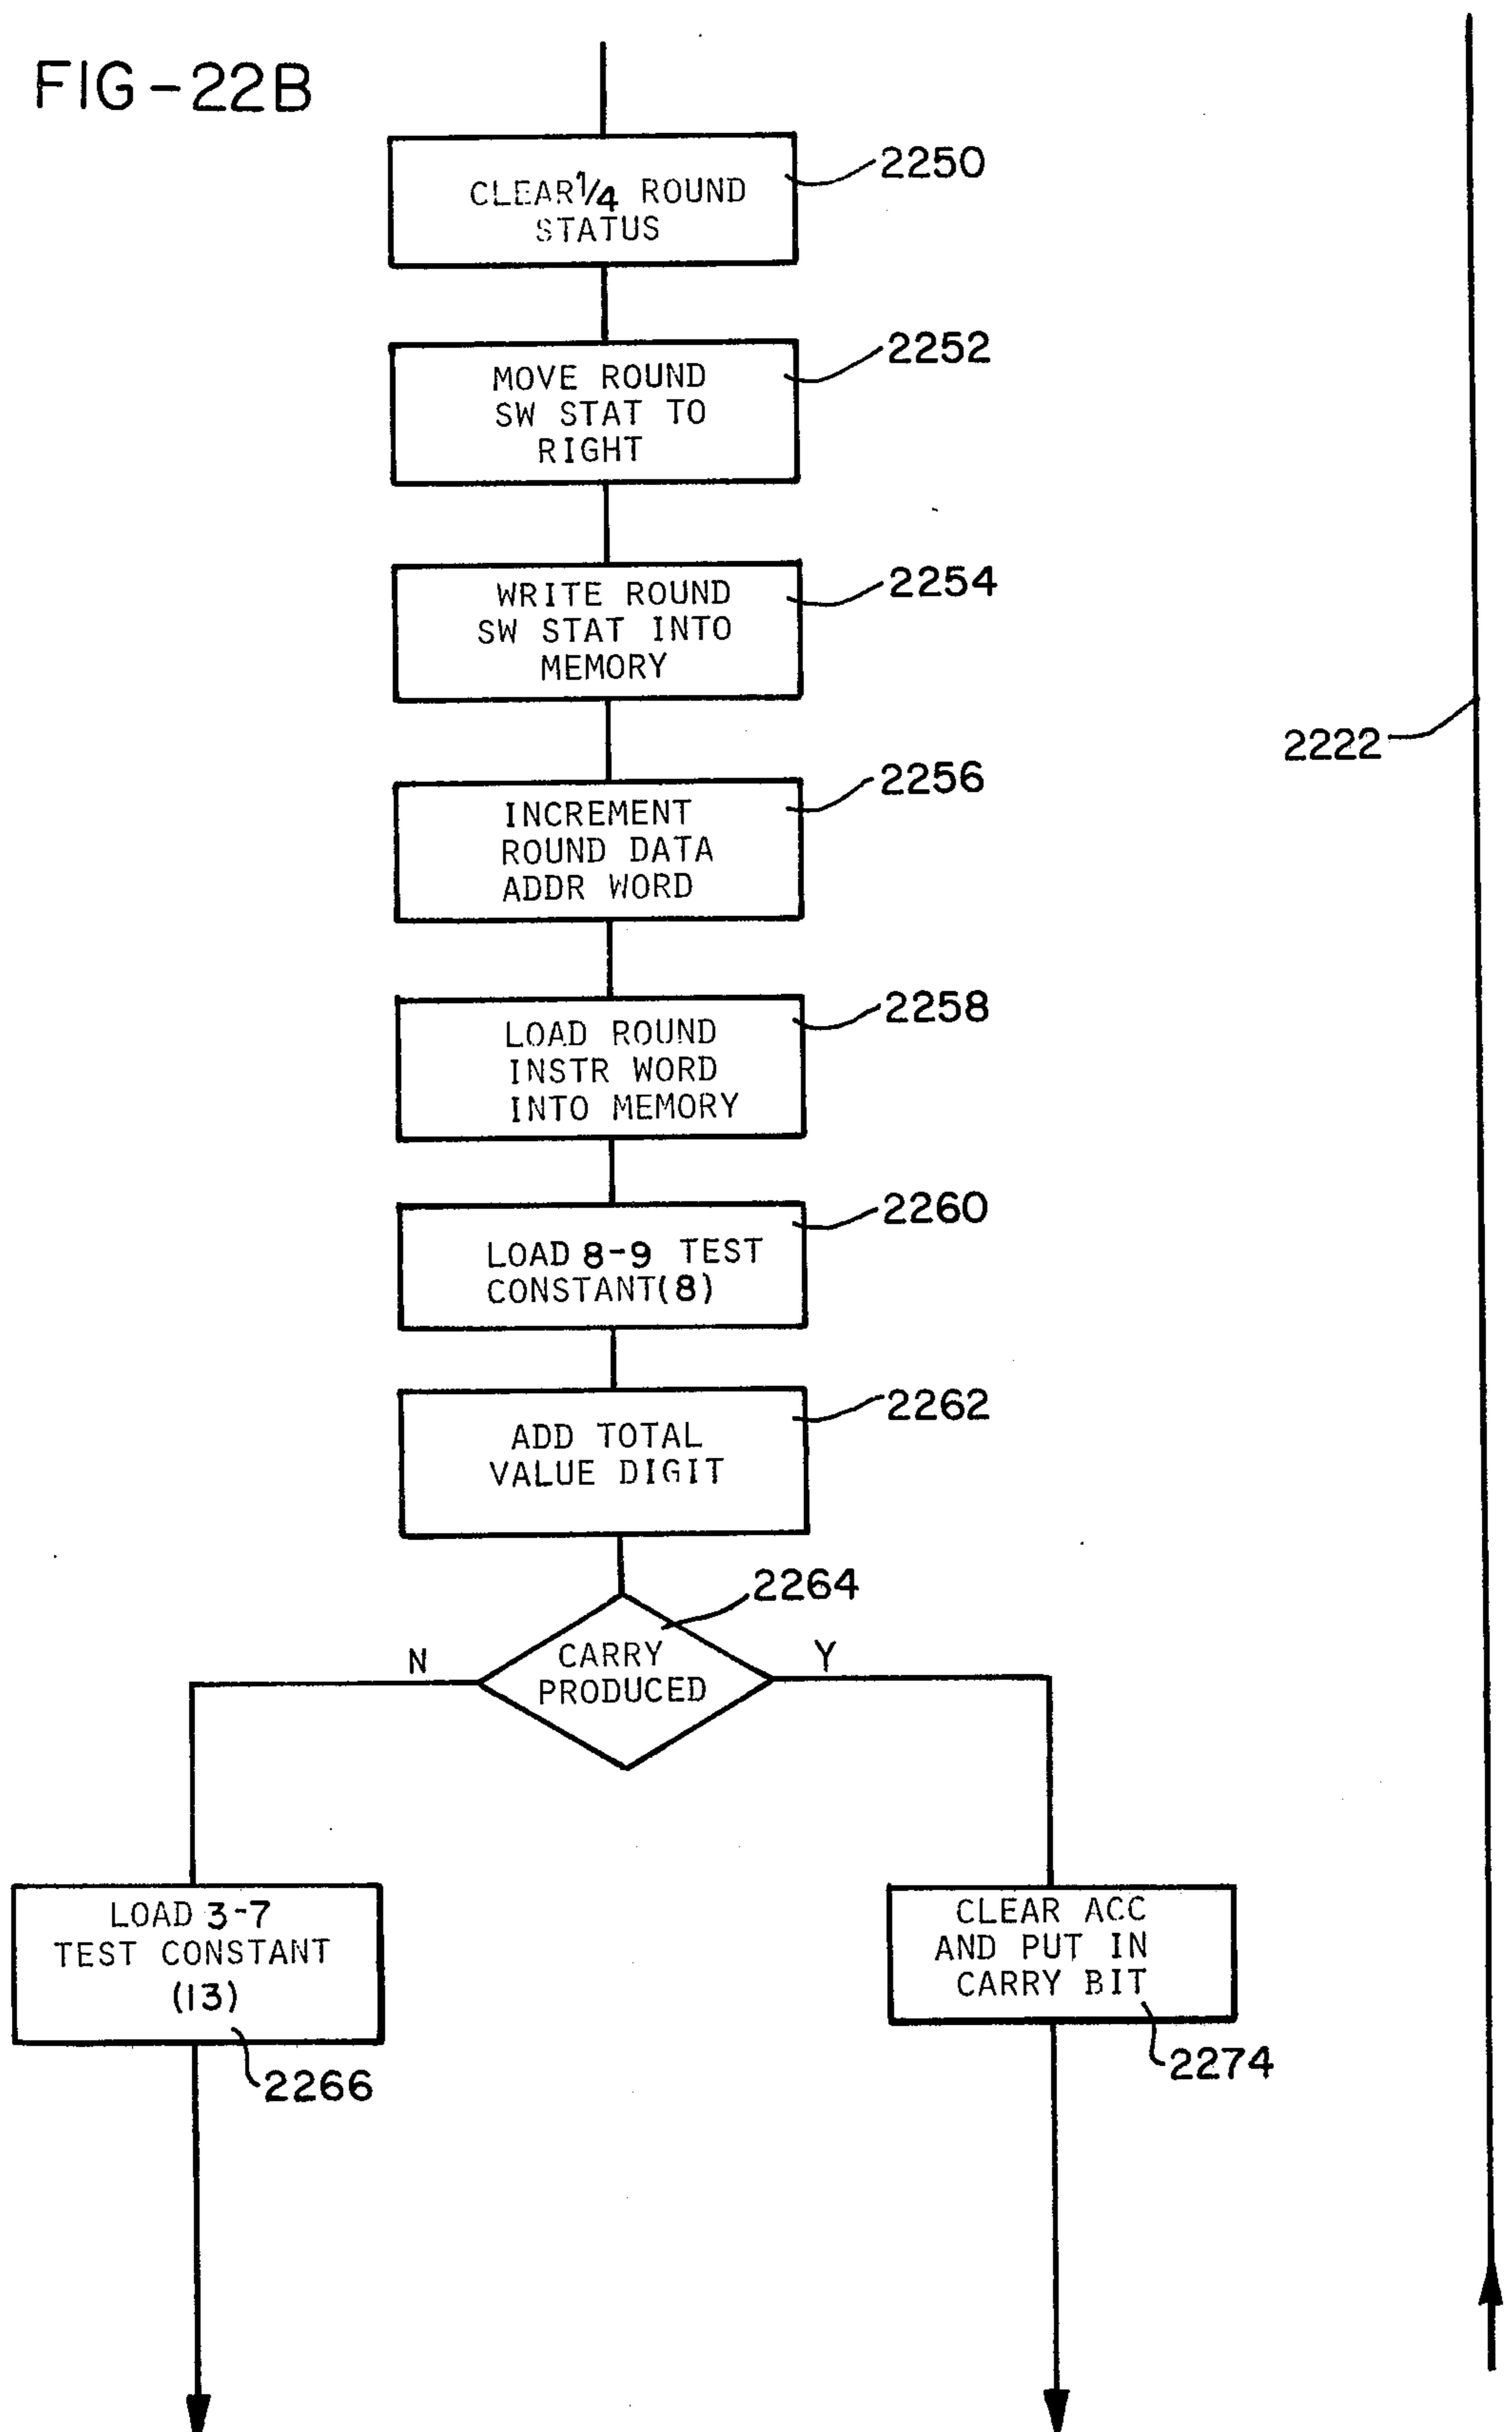 FIG-22B
2250
CLEAR 1/4 ROUND
STATUS
2252
MOVE ROUND
SW STAT TO
RIGHT
2254
WRITE ROUND
SW STAT INTO
MEMORY
2222
2256
INCREMENT
ROUND DATA
ADDR WORD
2258
LOAD ROUND
INSTR WORD
INTO MEMORY
2260
LOAD 8-9 TEST
CONSTANT(8)
2262
ADD TOTAL
VALUE DIGIT
2264
CARRY
PRODUCED
N
Y
LOAD 3-7
TEST CONSTANT
(13)
2266
CLEAR ACC
AND PUT IN
CARRY BIT
2274